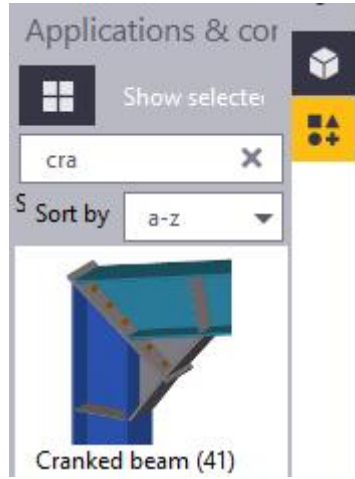 Applications & cor
Show selecte
cra
S
Sort by
a-z
Cranked beam (41)